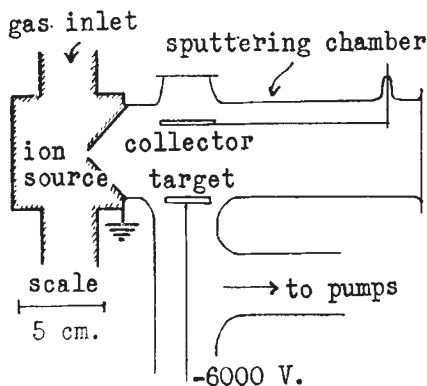 gas inlet
sputtering chamber
collector
ion
source
target
scale
5 cm.
to pumps
-6000 V.